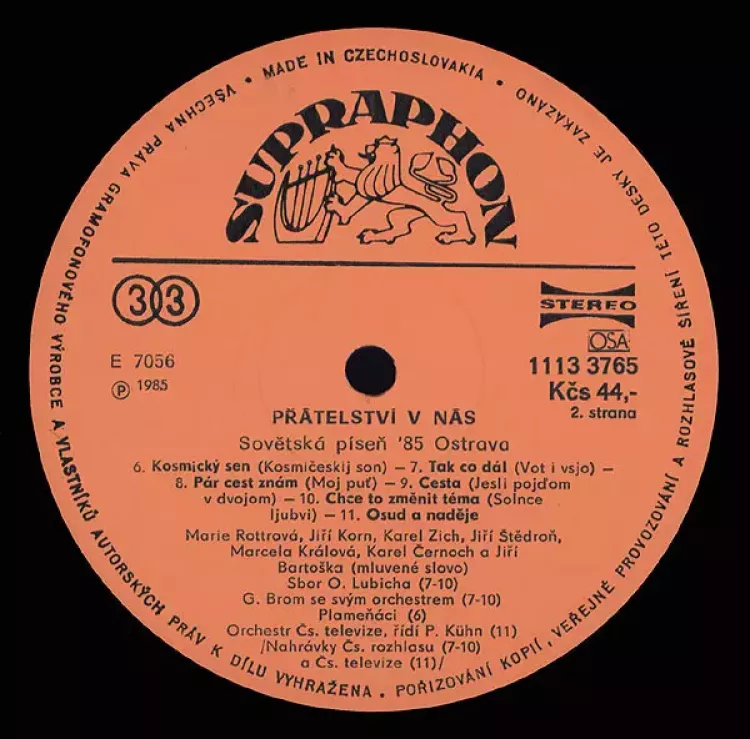 • MADE IN CZECHOSLOVAKIA •
VŠECHNA PRÁVA GRAMOFONOVÉHO VÝROBCE A VLASTNÍKŮ AUTORSKÝCH PRÁV K DÍLU VYHRAŽENA. POŘIZOVÁNÍ KOPIÍ, VEŘEJNÉ PROVOZOVÁNÍ A ROZHLASOVÉ ŠÍŘENÍ TÉTO DESKY JE ZAKÁZÁNO
SUPRAPHON
33
STEREO
OSA
E 7056
1113 3765
Ⓟ 1985
Kčs 44,-
2. strana
PŘÁTELSTVÍ V NÁS
Sovětská píseň '85 Ostrava
6. Kosmický sen (Kosmičeskij son) – 7. Tak co dál (Vot i vsjo) –
8. Pár cest znám (Moj puť) – 9. Cesta (Jesli pojďom
v dvojom) – 10. Chce to změnit téma (Solnce
ljubvi) – 11. Osud a naděje
Marie Rottrová, Jiří Korn, Karel Zich, Jiří Štědroň,
Marcela Králová, Karel Černoch a Jiří
Bartoška (mluvené slovo)
Sbor O. Lubicha (7-10)
G. Brom se svým orchestrem (7-10)
Plameňáci (6)
Orchestr Čs. televize, řídí P. Kühn (11)
/Nahrávky Čs. rozhlasu (7-10)
a Čs. televize (11)/